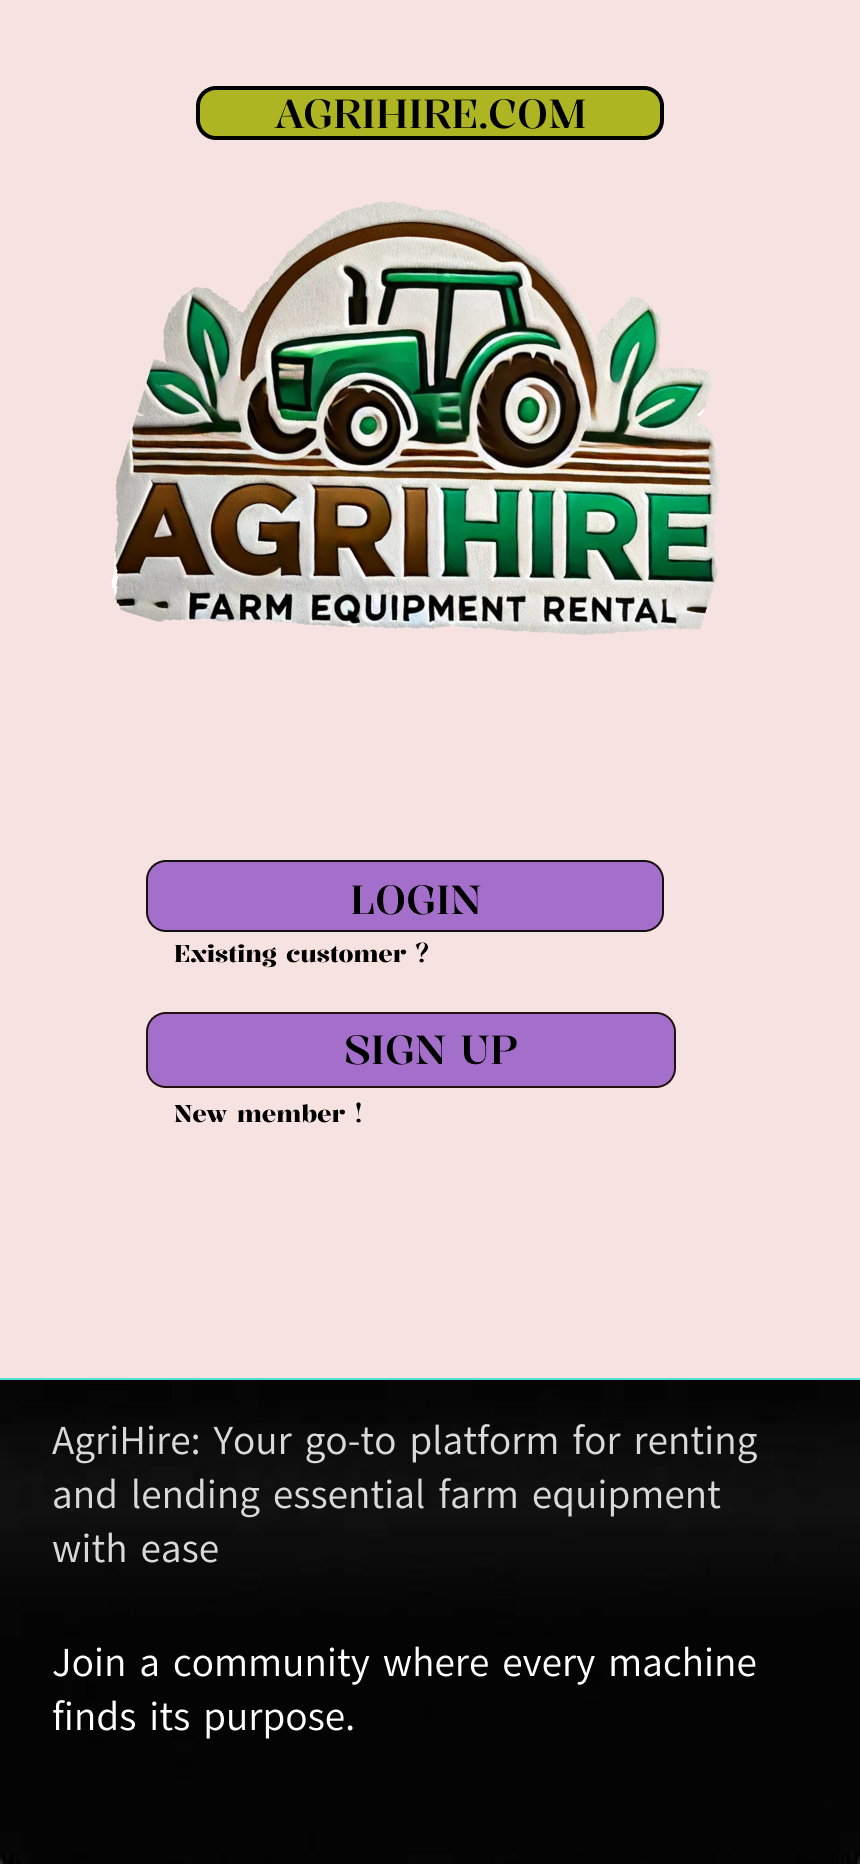 AGRIHIRE.COM
AGRIHIRE
FARM EQUIPMENT RENTAL
LOGIN
Existing customer ?
SIGN UP
New member !
AgriHire: Your go-to platform for renting
and lending essential farm equipment
with ease
Join a community where every machine
finds its purpose.